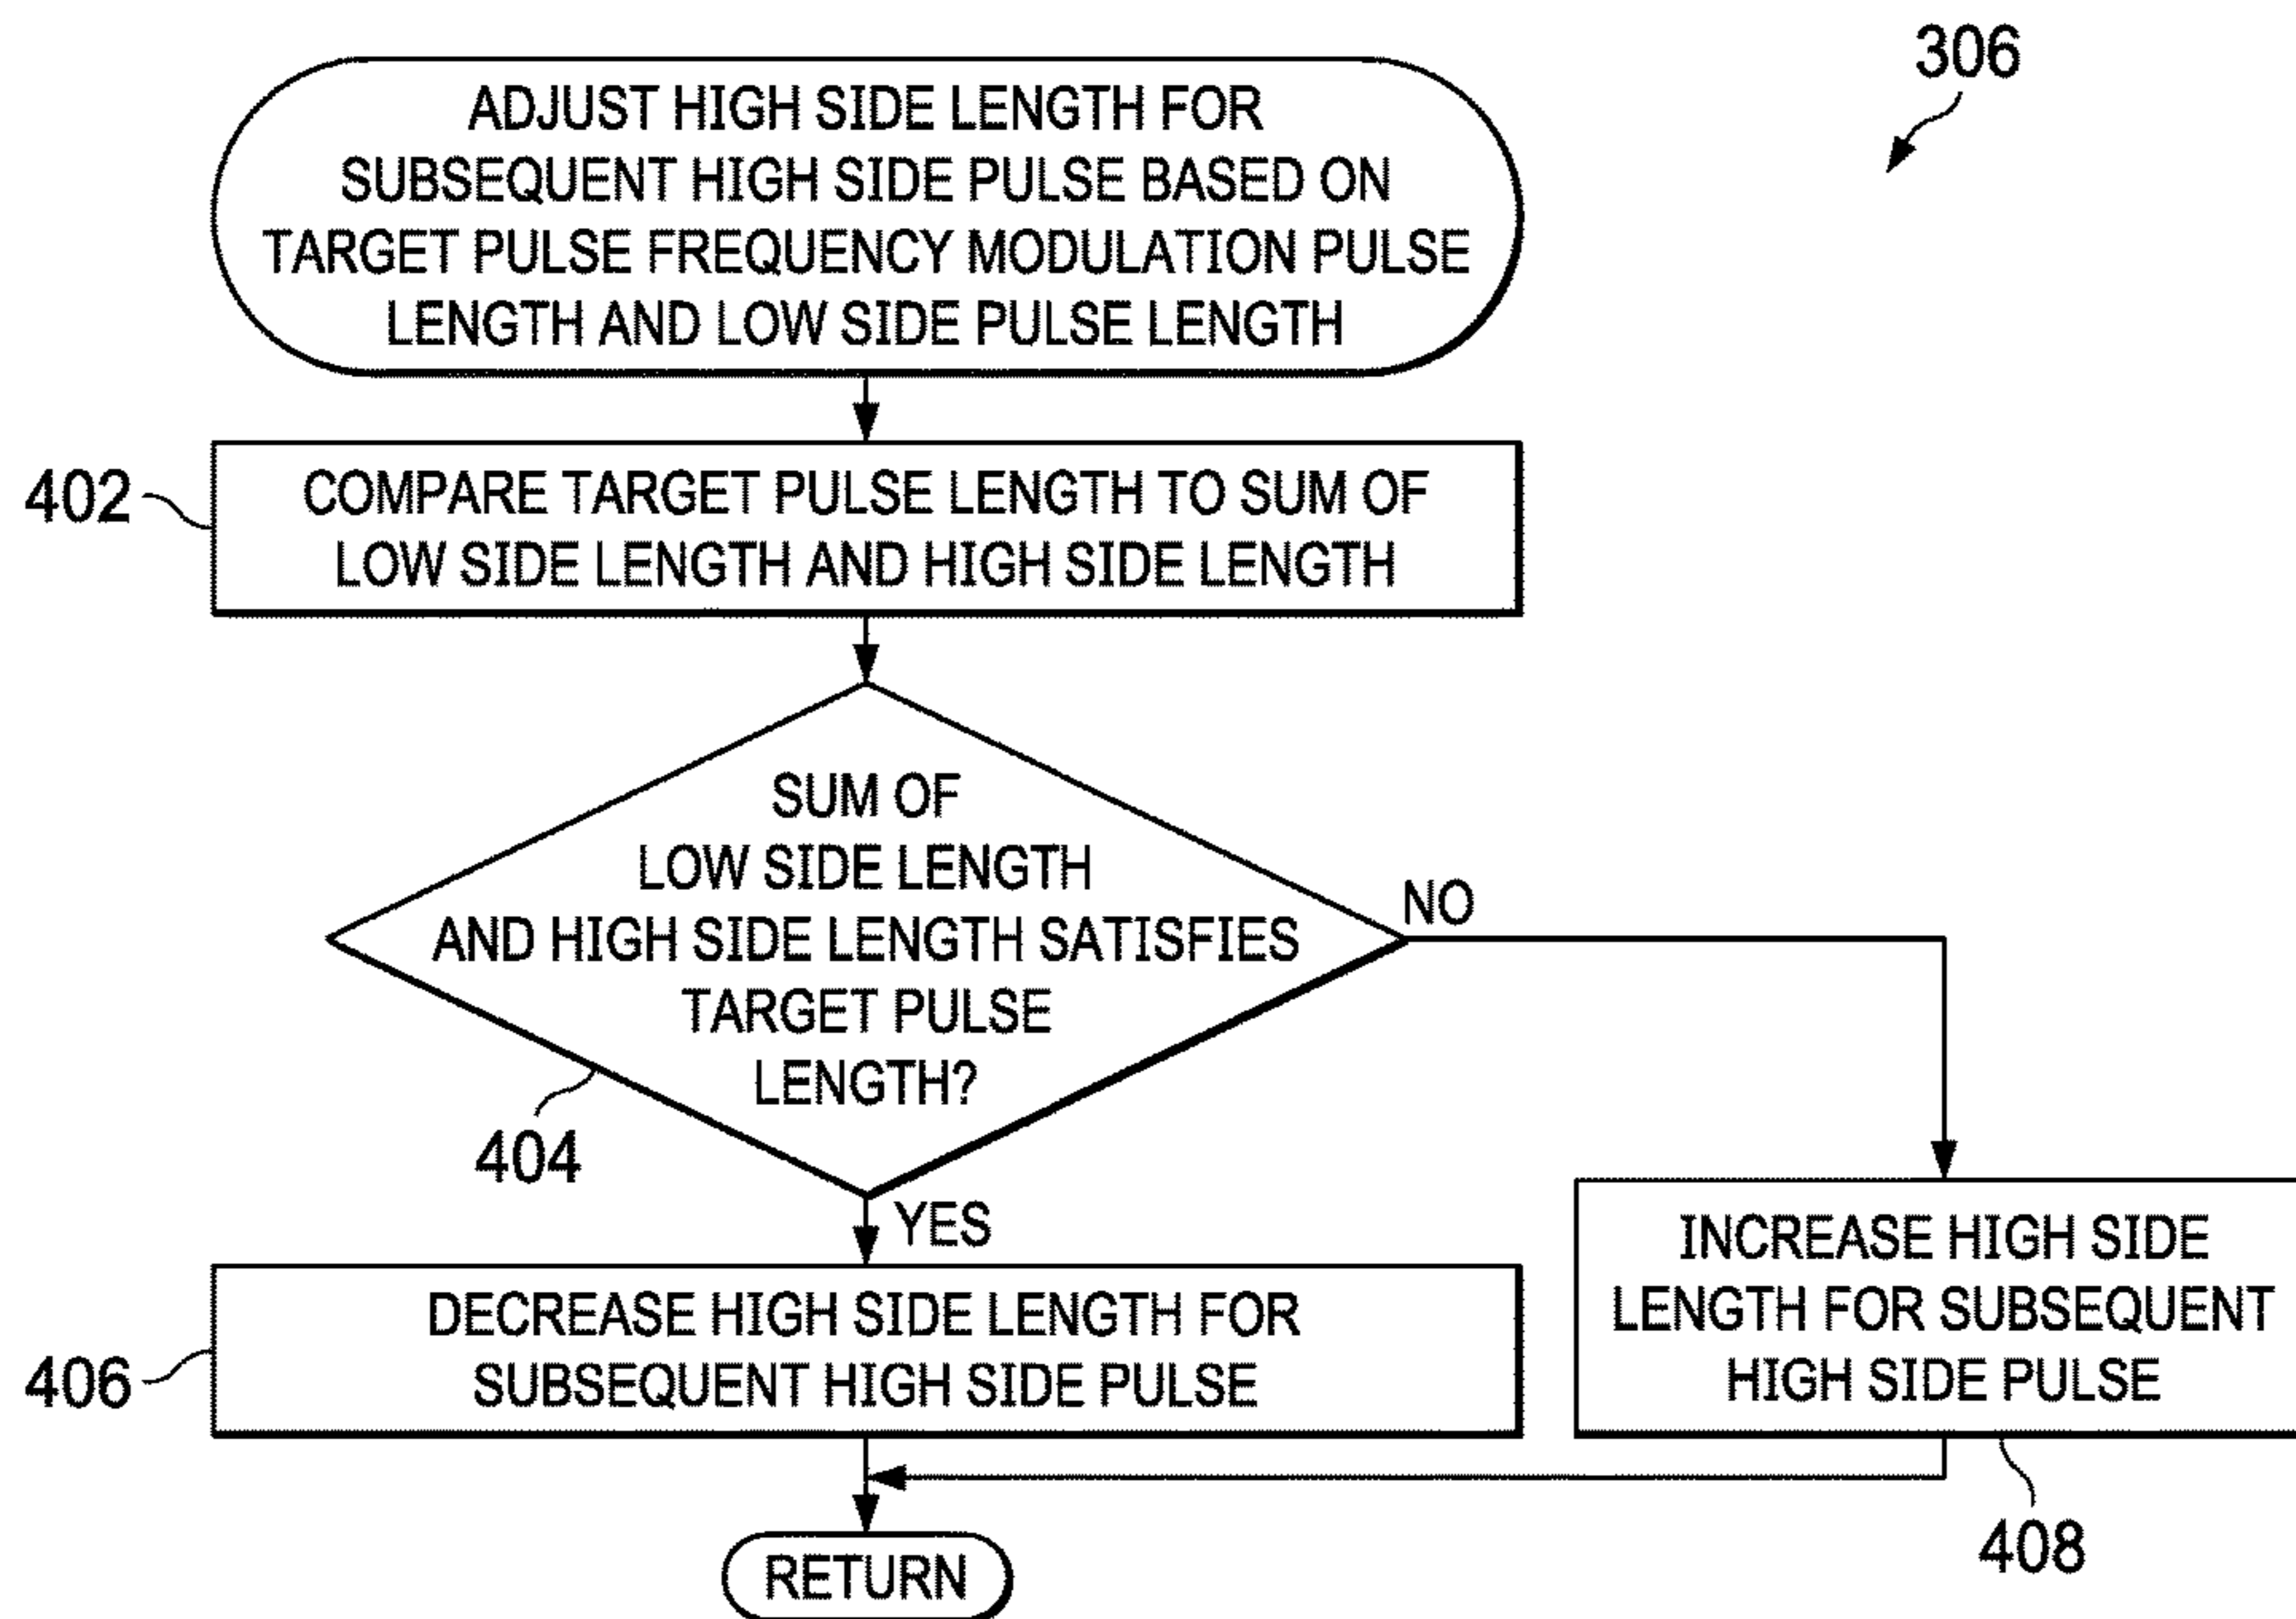 306
ADJUST HIGH SIDE LENGTH FOR
SUBSEQUENT HIGH SIDE PULSE BASED ON
TARGET PULSE FREQUENCY MODULATION PULSE
LENGTH AND LOW SIDE PULSE LENGTH
402
COMPARE TARGET PULSE LENGTH TO SUM OF
LOW SIDE LENGTH AND HIGH SIDE LENGTH
SUM OF
LOW SIDE LENGTH
AND HIGH SIDE LENGTH SATISFIES
TARGET PULSE
LENGTH?
NO
404
YES
406
DECREASE HIGH SIDE LENGTH FOR
SUBSEQUENT HIGH SIDE PULSE
INCREASE HIGH SIDE
LENGTH FOR SUBSEQUENT
HIGH SIDE PULSE
408
RETURN